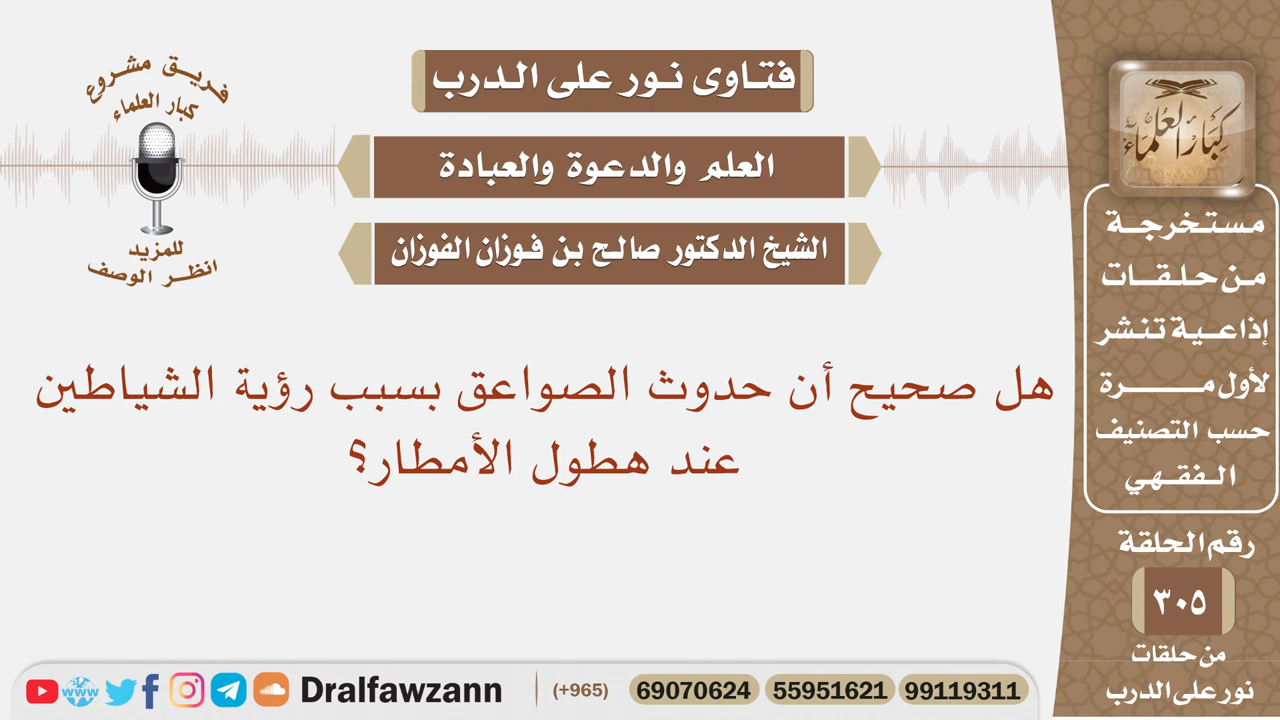 فتاوى نور على الدرب
العلم والدعوة والعبادة
الشيخ الدكتور صالح بن فوزان الفوزان
فريق مشروع
كبار العلماء
للمزيد
انظر الوصف
هل صحيح أن حدوث الصواعق بسبب رؤية الشياطين
عند هطول الأمطار؟
كبار العلماء
مستخرجة
من حلقات
إذاعية تنشر
لأول مرة
حسب التصنيف
الفقهي
رقم الحلقة
٣٠٥
من حلقات
نور على الدرب
www Dralfawzann (+965) 69070624 55951621 99119311